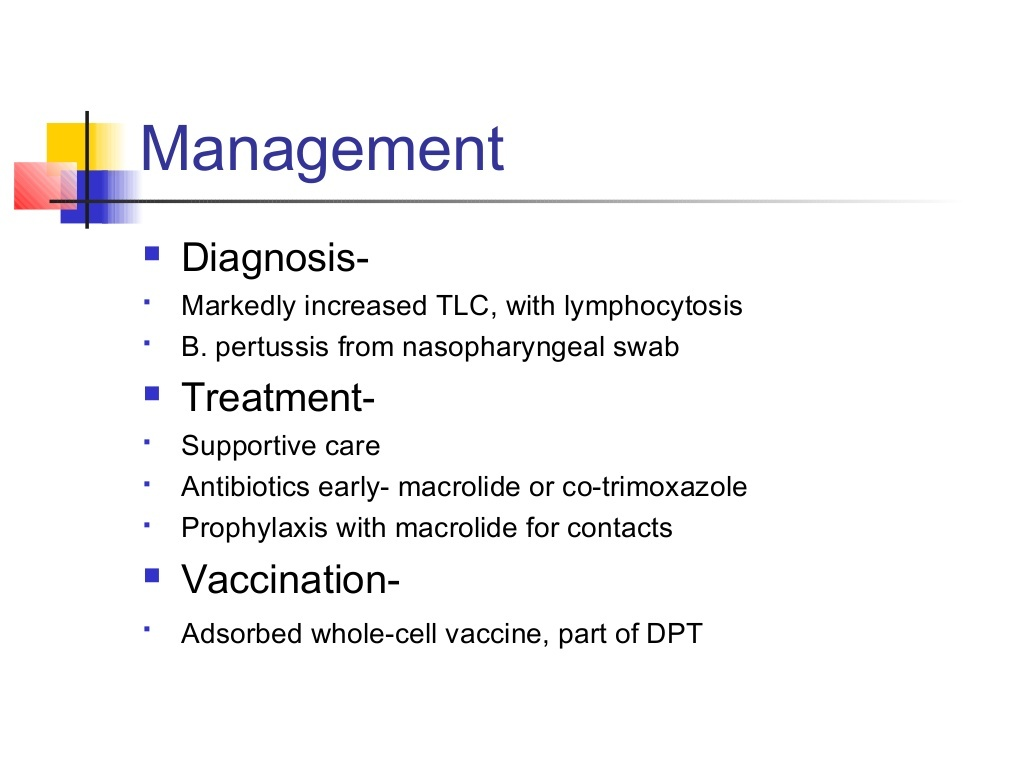 Management
Diagnosis-
Markedly increased TLC, with lymphocytosis
B. pertussis from nasopharyngeal swab
Treatment-
Supportive care
Antibiotics early- macrolide or co-trimoxazole
Prophylaxis with macrolide for contacts
Vaccination-
Adsorbed whole-cell vaccine, part of DPT